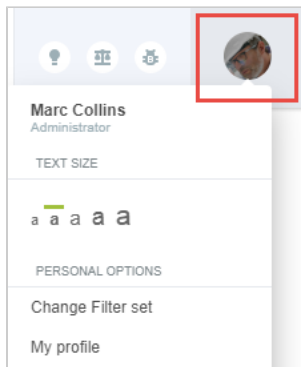 Marc Collins
Administrator
TEXT SIZE
a a a a a
PERSONAL OPTIONS
Change Filter set
My profile